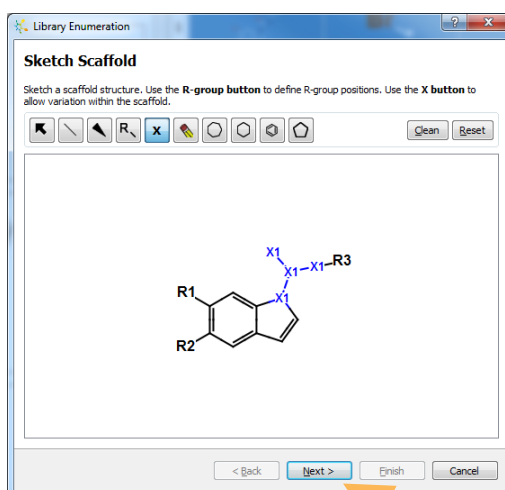 Library Enumeration
?
X
Sketch Scaffold
Sketch a scaffold structure. Use the R-group button to define R-group positions. Use the X button to
allow variation within the scaffold.
R
X
Clean
Reset
X1
X1
X1
R3
R1
X1
R2
< Back
Next >
Finish
Cancel